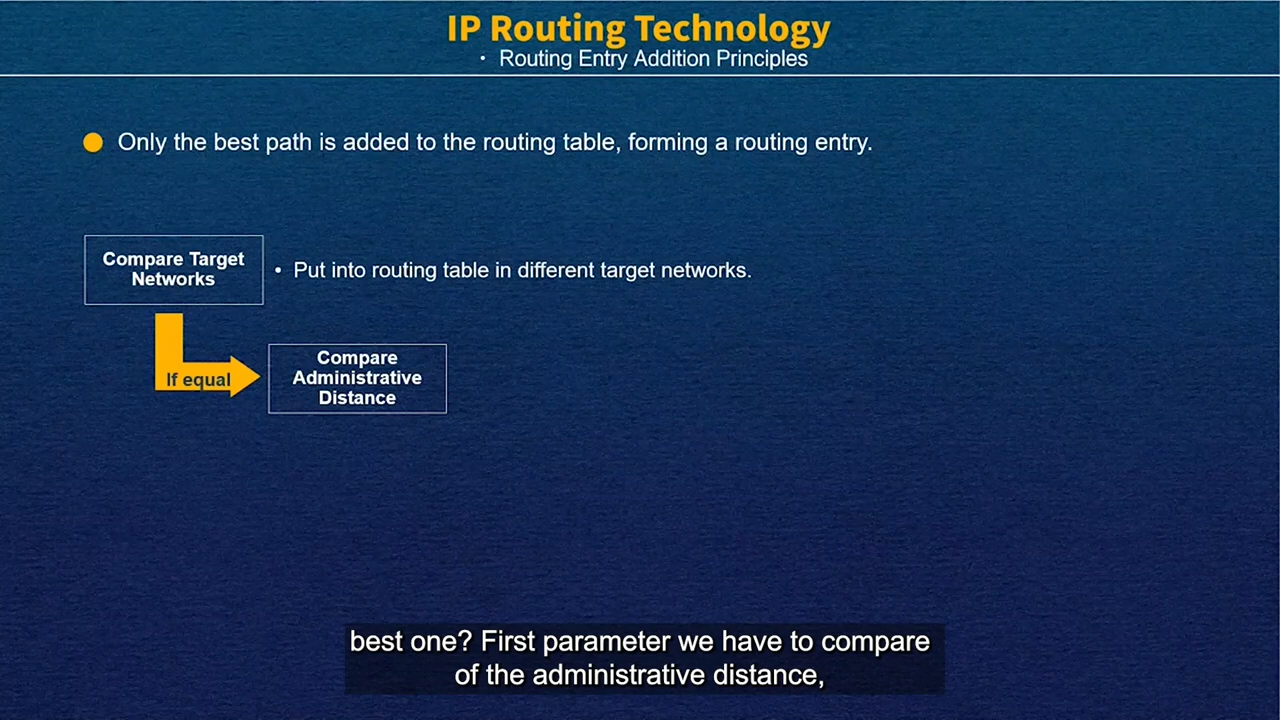 IP Routing Technology
• Routing Entry Addition Principles
Only the best path is added to the routing table, forming a routing entry.
Compare Target
Networks
• Put into routing table in different target networks.
If equal
Compare
Administrative
Distance
best one? First parameter we have to compare
of the administrative distance,